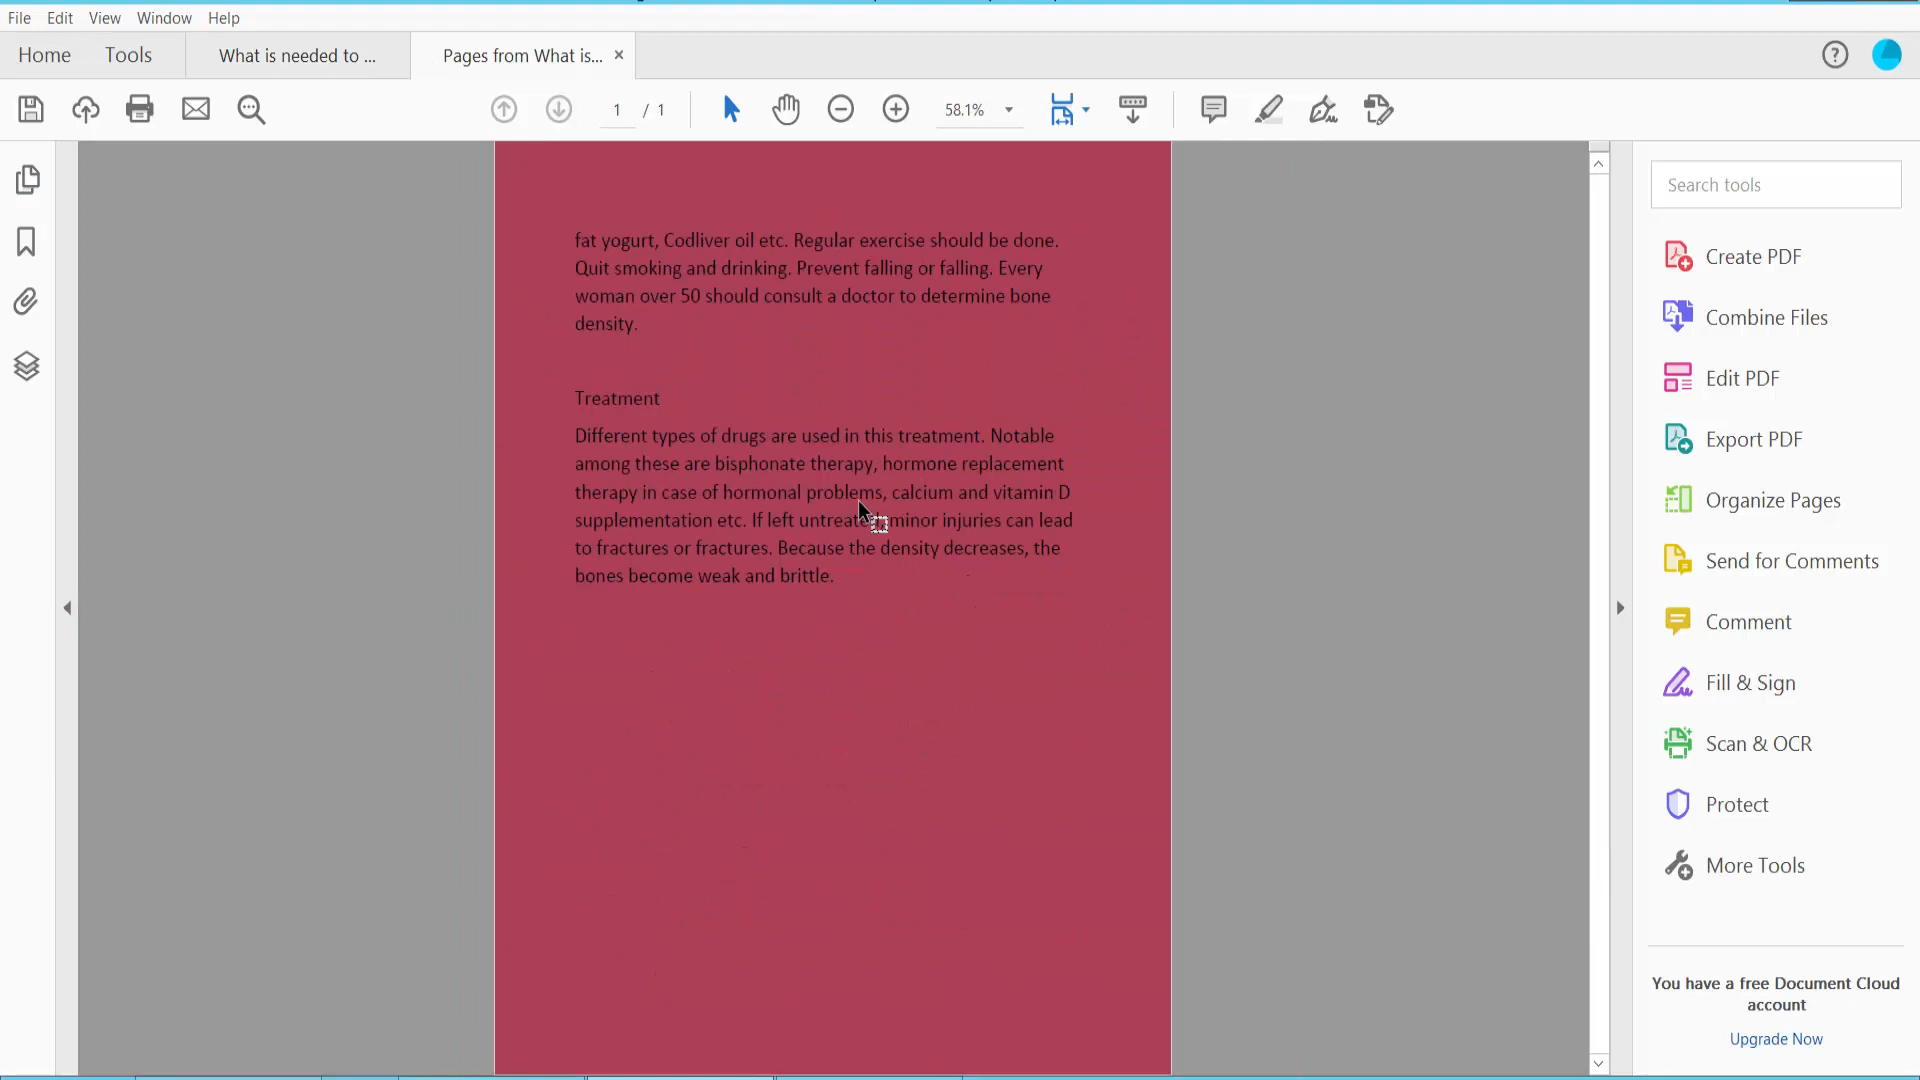 File Edit View Window Help
Home Tools What is needed to ... Pages from What is...
1 / 1 58.1%
Search tools
fat yogurt, Codliver oil etc. Regular exercise should be done.
Quit smoking and drinking. Prevent falling or falling. Every
woman over 50 should consult a doctor to determine bone
density.
Treatment
Different types of drugs are used in this treatment. Notable
among these are bisphonate therapy, hormone replacement
therapy in case of hormonal problems, calcium and vitamin D
supplementation etc. If left minor injuries can lead
to fractures or fractures. Because the density decreases, the
bones become weak and brittle.
Create PDF
Combine Files
Edit PDF
Export PDF
Organize Pages
Send for Comments
Comment
Fill & Sign
Scan & OCR
Protect
More Tools
You have a free Document Cloud
account
Upgrade Now